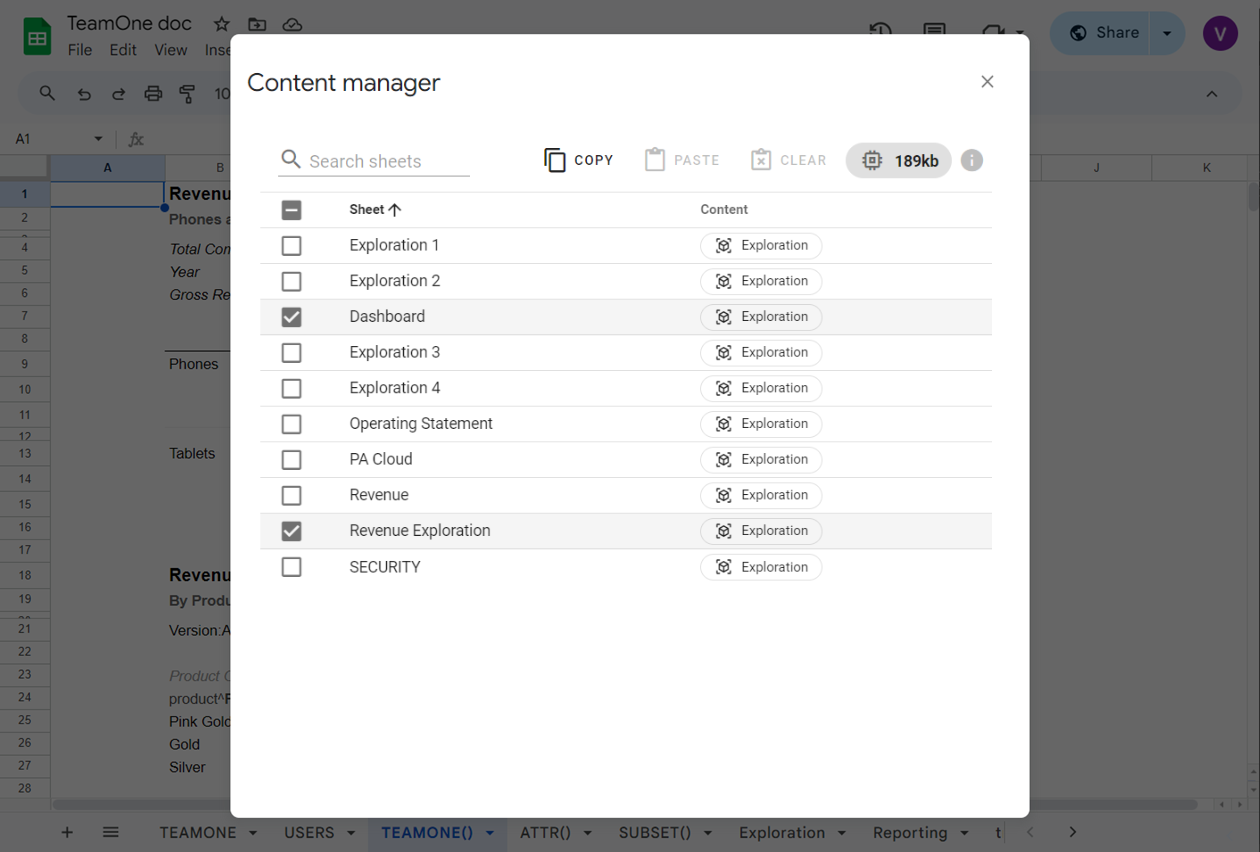 TeamOne doc
File Edit View Inse
Share
V
10
A1 fx
Content manager
Search sheets COPY PASTE CLEAR 189kb i
Sheet Content
Exploration 1 Exploration
Exploration 2 Exploration
Dashboard Exploration
Exploration 3 Exploration
Exploration 4 Exploration
Operating Statement Exploration
PA Cloud Exploration
Revenue Exploration
Revenue Exploration Exploration
SECURITY Exploration
A B J K
1 Revenu
2 Phones a
4 Total Con
5 Year
6 Gross Re
7
8
9 Phones
10
11
12
13 Tablets
14
15
16
17
18 Revenu
19 By Produ
21 Version:A
22
23 Product C
24 product^F
25 Pink Gold
26 Gold
27 Silver
28
TEAMONE USERS TEAMONE() ATTR() SUBSET() Exploration Reporting t